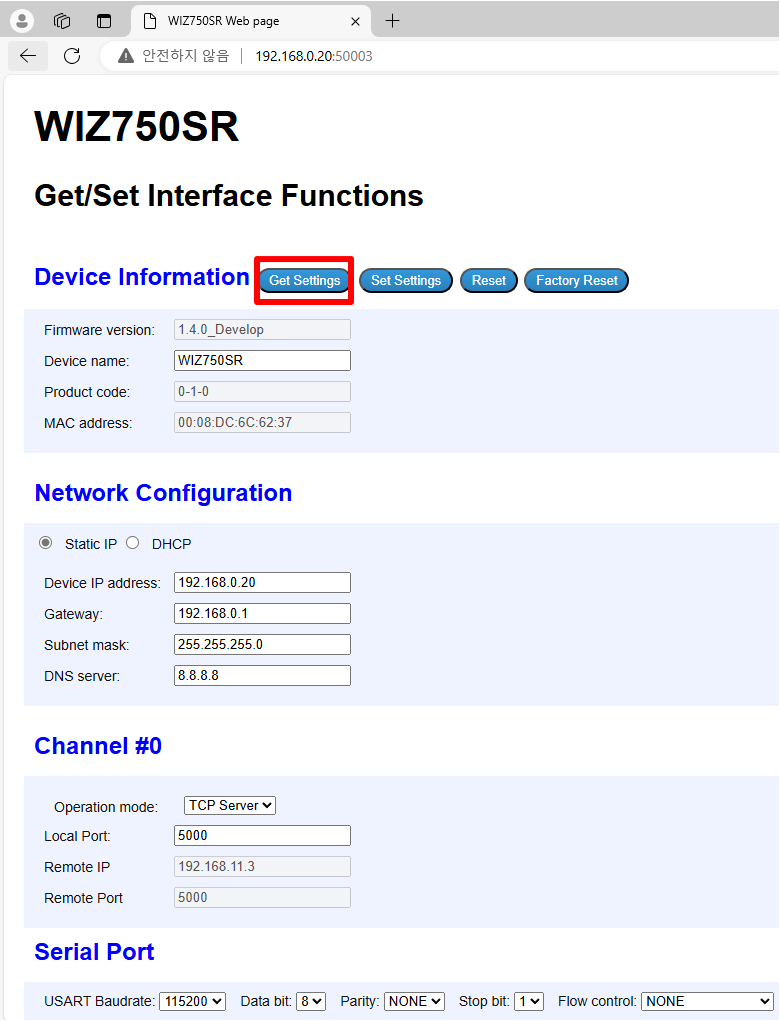 WIZ750SR Web page
안전하지 않음 192.168.0.20:50003
WIZ750SR
Get/Set Interface Functions
Device Information Get Settings Set Settings Reset Factory Reset
Firmware version: 1.4.0_Develop
Device name: WIZ750SR
Product code: 0-1-0
MAC address: 00:08:DC:6C:62:37
Network Configuration
Static IP DHCP
Device IP address: 192.168.0.20
Gateway: 192.168.0.1
Subnet mask: 255.255.255.0
DNS server: 8.8.8.8
Channel #0
Operation mode: TCP Server
Local Port: 5000
Remote IP 192.168.11.3
Remote Port 5000
Serial Port
USART Baudrate: 115200 Data bit: 8 Parity: NONE Stop bit: 1 Flow control: NONE